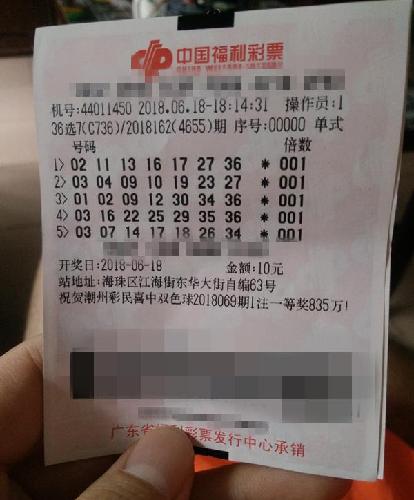 中国福利彩票
CHINA WELFARE LOTTERY
机号:44011450 2018.06.18-18:14:31 操作员:1
36选7(C736)/2018162(4655)期 序号:00000 单式
号码 倍数
1> 02 11 13 16 17 27 36 * 001
2> 03 04 09 10 19 23 27 * 001
3> 01 02 09 12 30 34 36 * 001
4> 03 16 22 25 29 35 36 * 001
5> 03 07 14 17 18 26 34 * 001
开奖日:2018-06-18 金额:10元
站地址:海珠区江海街东华大街自编63号
祝贺潮州彩民喜中双色球2018069期1注一等奖835万!
广东省福利彩票发行中心承销